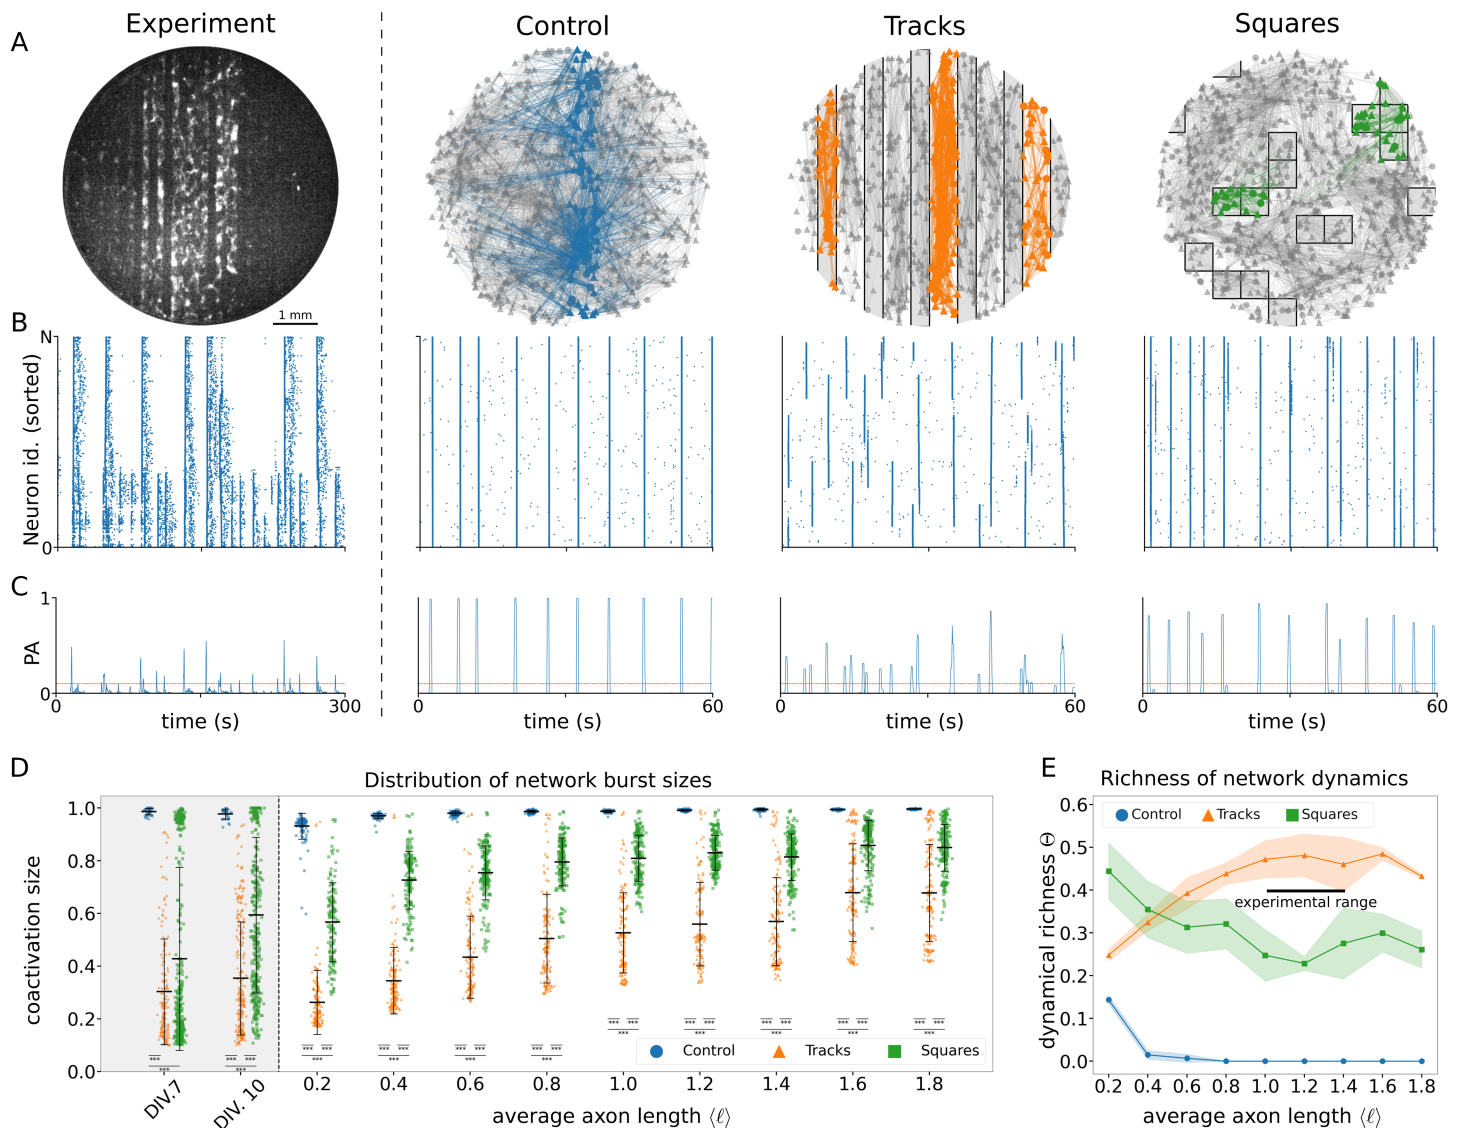 Experiment
Control
Tracks
Squares
A
1 mm
B
N
Neuron id. (sorted)
0
C
1
PA
0
0
300
time (s)
0
60
time (s)
0
60
time (s)
0
60
time (s)
D
Distribution of network burst sizes
coactivation size
1.0
0.8
0.6
0.4
0.2
0.0
*** *** *** *** *** *** *** *** *** ***
*** *** *** *** ***
*** *** *** *** *** *** *** ***
*** *** *** ***
*** *** ***
*** ***
Control
Tracks
Squares
DIV.7
DIV. 10
0.2
0.4
0.6
0.8
1.0
1.2
1.4
1.6
1.8
average axon length ⟨ℓ⟩
E
Richness of network dynamics
Control
Tracks
Squares
dynamical richness Θ
0.6
0.5
0.4
0.3
0.2
0.1
0.0
experimental range
0.2 0.4 0.6 0.8 1.0 1.2 1.4 1.6 1.8
average axon length ⟨ℓ⟩